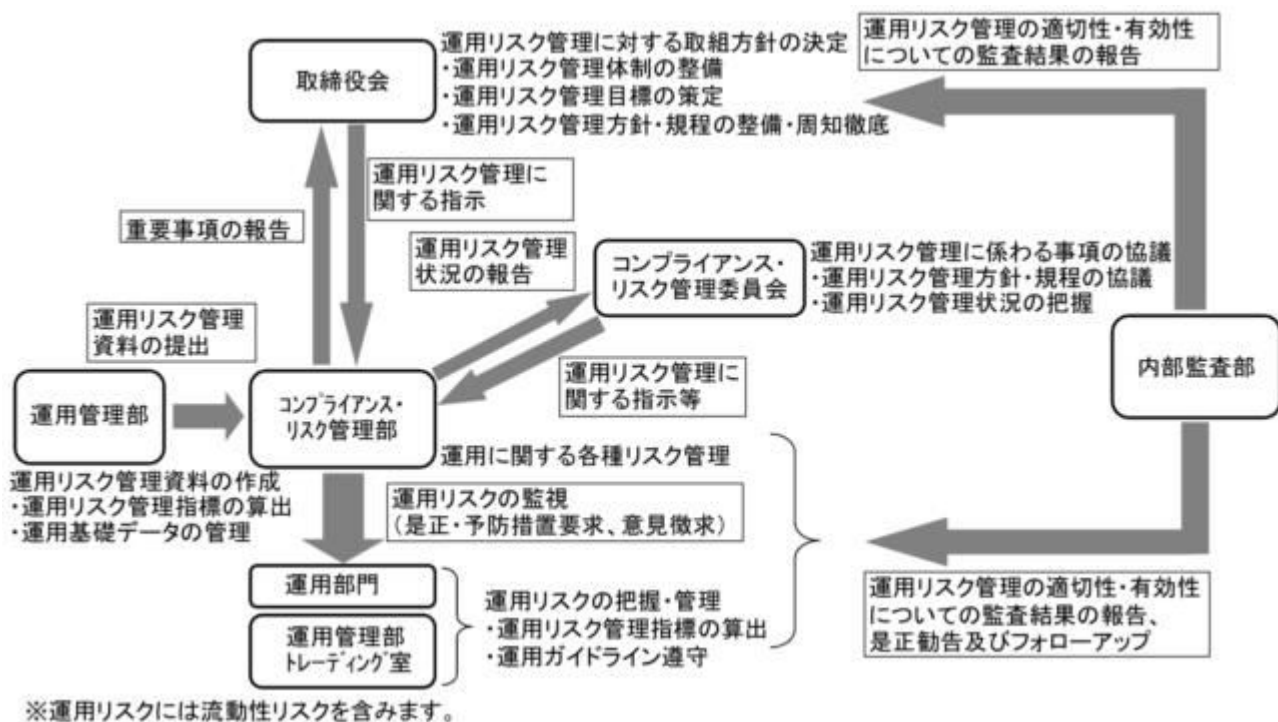 取締役会
運用リスク管理に対する取組方針の決定
・運用リスク管理体制の整備
・運用リスク管理目標の策定
・運用リスク管理方針・規程の整備・周知徹底
運用リスク管理の適切性・有効性
についての監査結果の報告
運用リスク管理に
関する指示
重要事項の報告
運用リスク管理
状況の報告
コンプライアンス・
リスク管理委員会
運用リスク管理に係わる事項の協議
・運用リスク管理方針・規程の協議
・運用リスク管理状況の把握
運用リスク管理
資料の提出
運用リスク管理に
関する指示等
内部監査部
運用管理部
コンプライアンス・
リスク管理部
運用に関する各種リスク管理
運用リスク管理資料の作成
・運用リスク管理指標の算出
・運用基礎データの管理
運用リスクの監視
（是正・予防措置要求、意見徴求）
運用部門
運用管理部
トレーディング室
運用リスクの把握・管理
・運用リスク管理指標の算出
・運用ガイドライン遵守
運用リスク管理の適切性・有効性
についての監査結果の報告、
是正勧告及びフォローアップ
※運用リスクには流動性リスクを含みます。